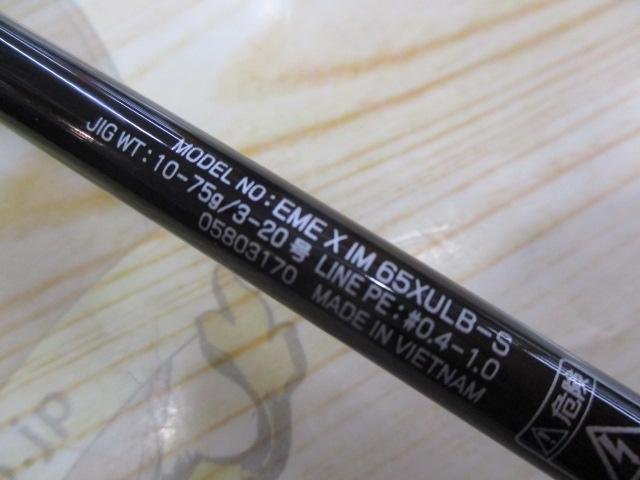 MODEL NO: EME X IM 65XULB-S
JIG WT: 10-75g/3-20号 LINE PE: #0.4-1.0
05803170 MADE IN VIETNAM
危険
.JP